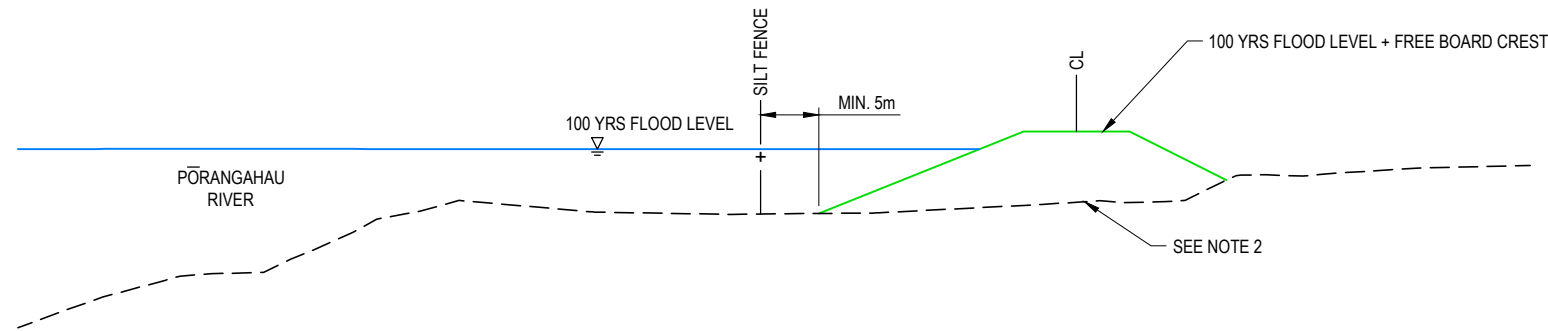 SILT FENCE
CL
100 YRS FLOOD LEVEL + FREE BOARD CREST
MIN. 5m
100 YRS FLOOD LEVEL
PŌRANGAHAU
RIVER
SEE NOTE 2